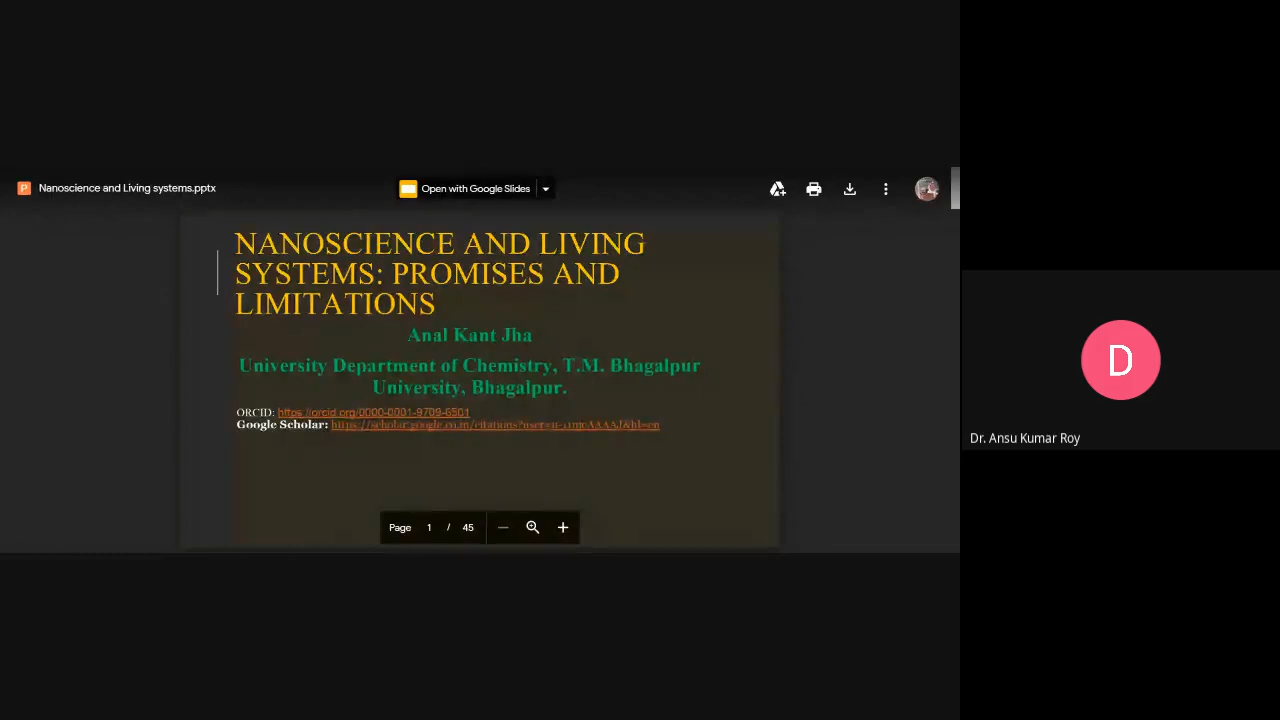 P Nanoscience and Living systems.pptx
Open with Google Slides
NANOSCIENCE AND LIVING
SYSTEMS: PROMISES AND
LIMITATIONS
Anal Kant Jha
University Department of Chemistry, T.M. Bhagalpur
University, Bhagalpur.
ORCID: https://orcid.org/0000-0001-9709-6501
Google Scholar:
Page 1 / 45
D
Dr. Ansu Kumar Roy